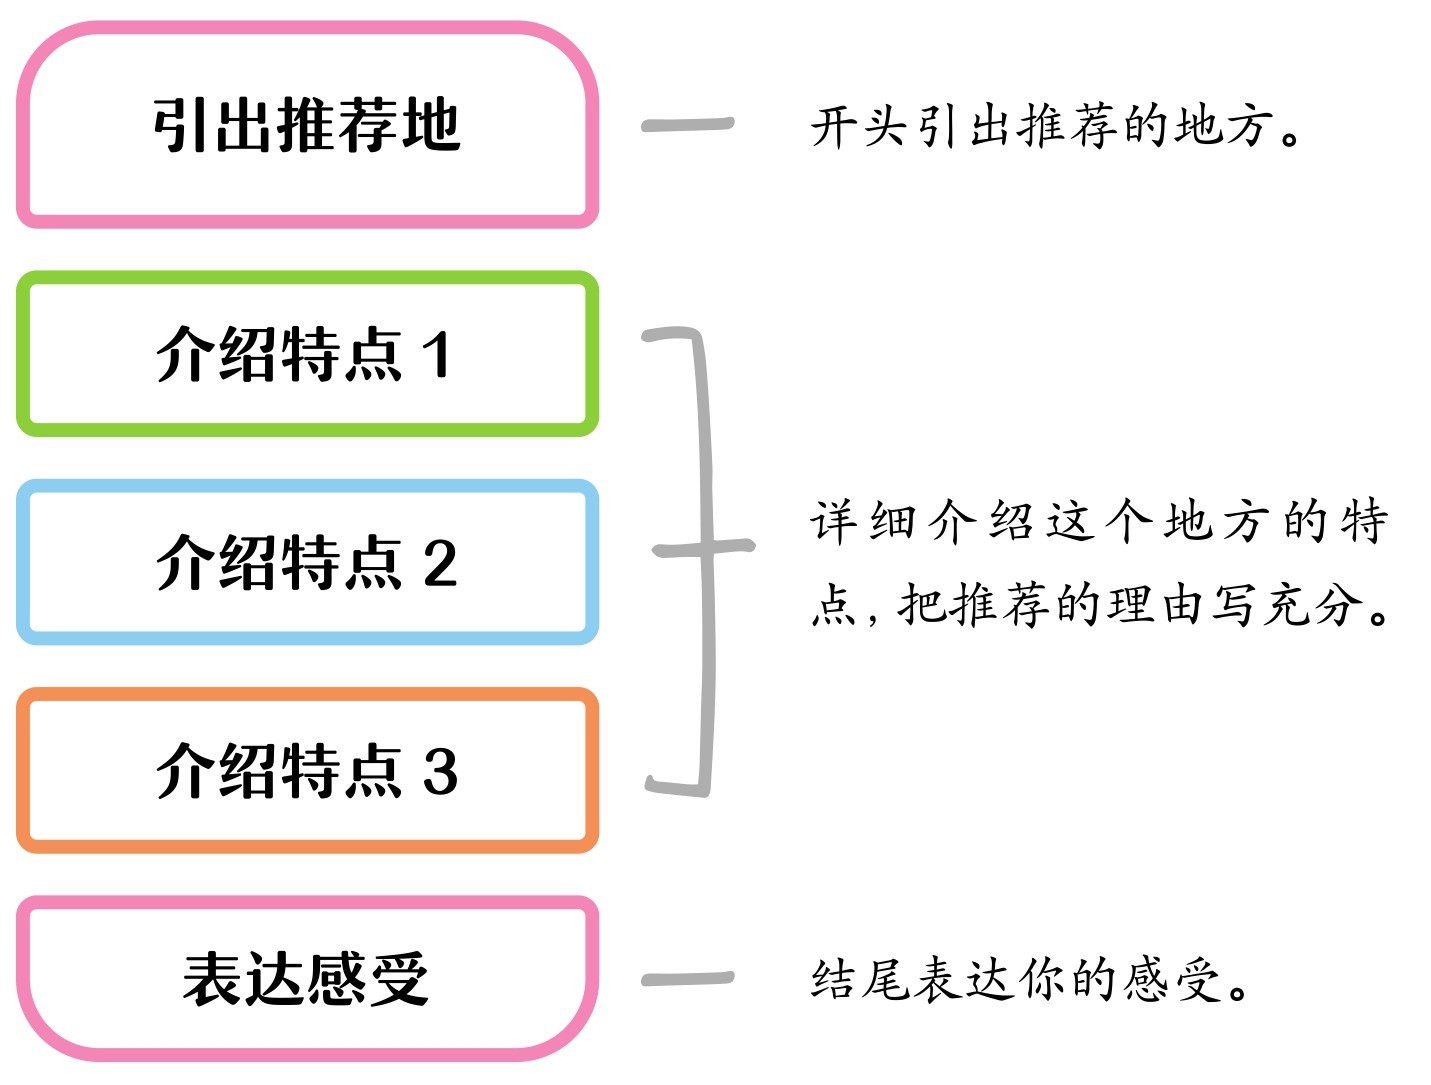 引出推荐地
开头引出推荐的地方。
介绍特点 1
介绍特点 2
介绍特点 3
详细介绍这个地方的特
点，把推荐的理由写充分。
表达感受
结尾表达你的感受。